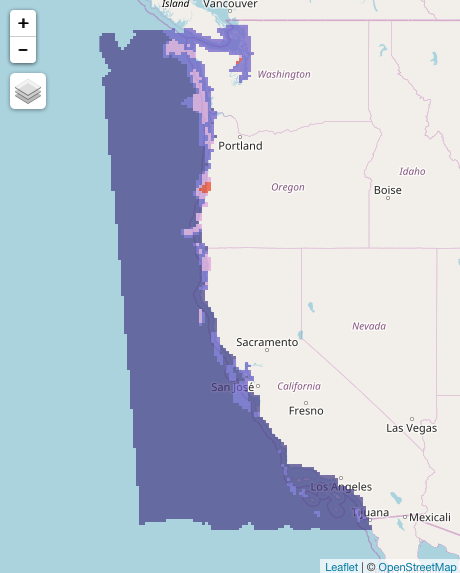 Island
Vancouver
+
−
Washington
Portland
Oregon
Idaho
Boise
Nevada
Sacramento
San José
California
Fresno
Las Vegas
Los Angeles
Tijuana
Mexicali
Leaflet | © OpenStreetMap